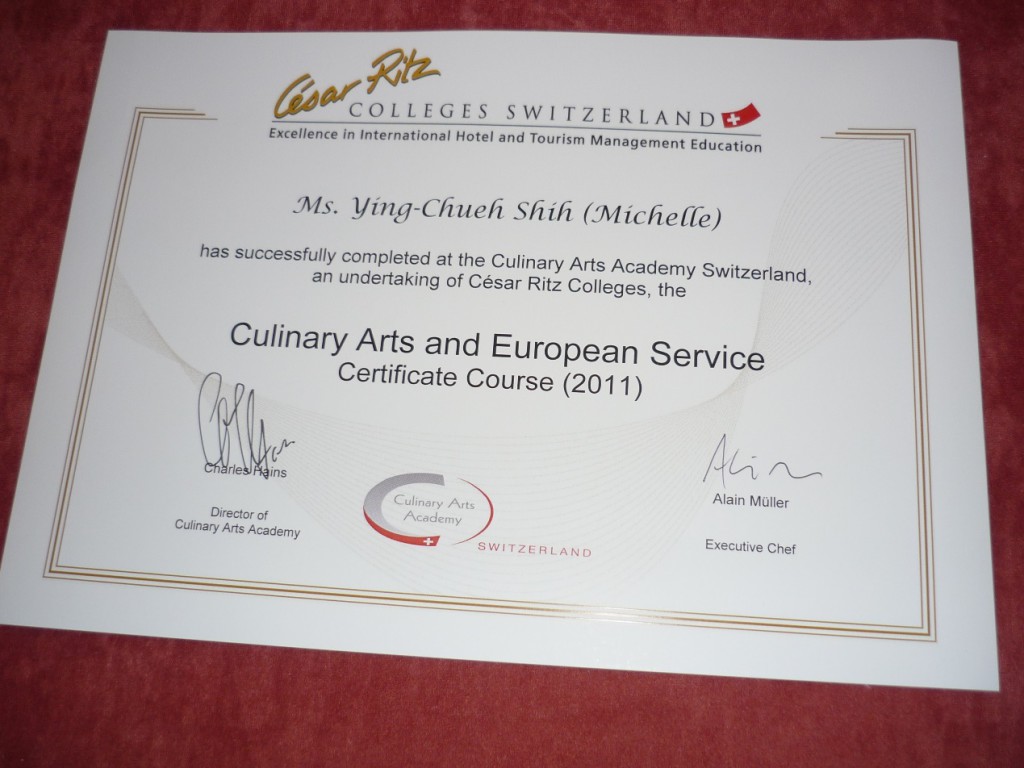 César Ritz
COLLEGES SWITZERLAND
Excellence in International Hotel and Tourism Management Education
Ms. Ying-Chueh Shih (Michelle)
has successfully completed at the Culinary Arts Academy Switzerland,
an undertaking of César Ritz Colleges, the
Culinary Arts and European Service
Certificate Course (2011)
Charles Hains
Director of
Culinary Arts Academy
Culinary Arts
Academy
SWITZERLAND
Alain Müller
Executive Chef